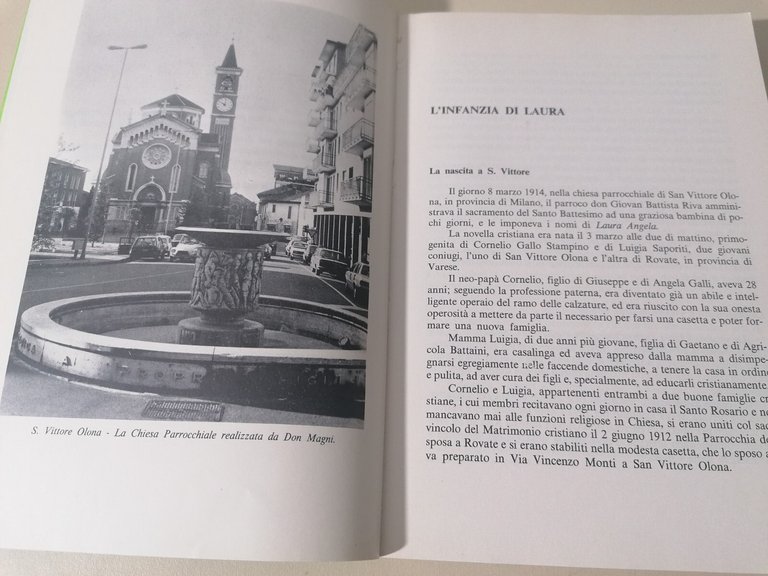 S. Vittore Olona - La Chiesa Parrocchiale realizzata da Don Magni.
L'INFANZIA DI LAURA
La nascita a S. Vittore
Il giorno 8 marzo 1914, nella chiesa parrocchiale di San Vittore Olo-
na, in provincia di Milano, il parroco don Giovan Battista Riva ammini-
strava il sacramento del Santo Battesimo ad una graziosa bambina di po-
chi giorni, e le imponeva i nomi di Laura Angela.
La novella cristiana era nata il 3 marzo alle due di mattino, primo-
genita di Cornelio Gallo Stampino e di Luigia Saporiti, due giovani
coniugi, l'uno di San Vittore Olona e l'altra di Rovate, in provincia di
Varese.
Il neo-papà Cornelio, figlio di Giuseppe e di Angela Galli, aveva 28
anni; seguendo la professione paterna, era diventato già un abile e intel-
ligente operaio del ramo delle calzature, ed era riuscito con la sua onesta
operosità a mettere da parte il necessario per farsi una casetta e poter for-
mare una nuova famiglia.
Mamma Luigia, di due anni più giovane, figlia di Gaetano e di Agri-
cola Battaini, era casalinga ed aveva appreso dalla mamma a disimpe-
gnarsi egregiamente nelle faccende domestiche, a tenere la casa in ordine
e pulita, ad aver cura dei figli e, specialmente, ad educarli cristianamente
Cornelio e Luigia, appartenenti entrambi a due buone famiglie cri-
stiane, i cui membri recitavano ogni giorno in casa il Santo Rosario e no
mancavano mai alle funzioni religiose in Chiesa, si erano uniti col sac
vincolo del Matrimonio cristiano il 2 giugno 1912 nella Parrocchia de
sposa a Rovate e si erano stabiliti nella modesta casetta, che lo sposo a
va preparato in Via Vincenzo Monti a San Vittore Olona.